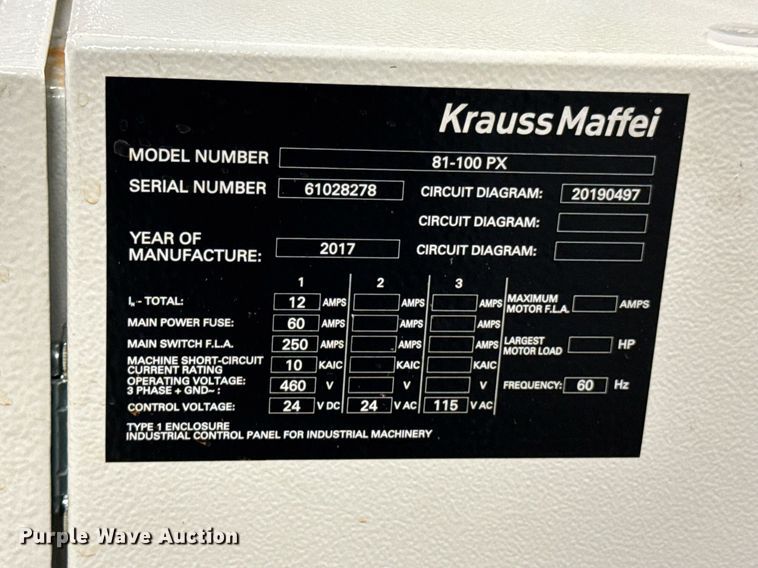 Krauss Maffei
MODEL NUMBER 81-100 PX
SERIAL NUMBER 61028278 CIRCUIT DIAGRAM: 20190497
CIRCUIT DIAGRAM:
YEAR OF
MANUFACTURE: 2017 CIRCUIT DIAGRAM:
1 2 3
IN - TOTAL: 12 AMPS AMPS AMPS MAXIMUM
MOTOR F.L.A. AMPS
MAIN POWER FUSE: 60 AMPS AMPS AMPS
MAIN SWITCH F.L.A. 250 AMPS AMPS AMPS LARGEST
MOTOR LOAD HP
MACHINE SHORT-CIRCUIT
CURRENT RATING 10 KAIC KAIC KAIC
OPERATING VOLTAGE:
3 PHASE + GND~ : 460 V V V FREQUENCY: 60 Hz
CONTROL VOLTAGE: 24 V DC 24 V AC 115 V AC
TYPE 1 ENCLOSURE
INDUSTRIAL CONTROL PANEL FOR INDUSTRIAL MACHINERY
Purple Wave Auction